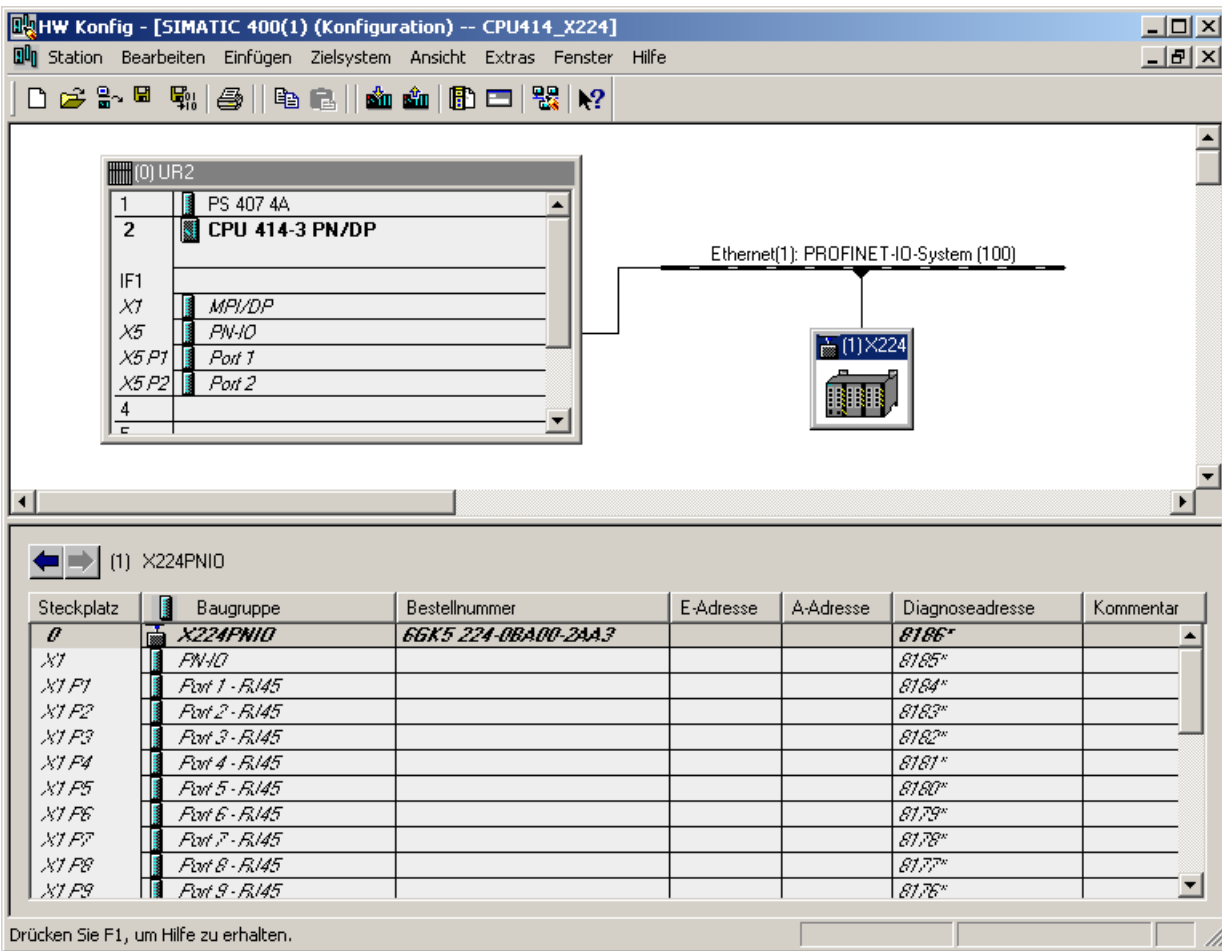 HW Konfig - [SIMATIC 400(1) (Konfiguration) -- CPU414_X224]
Station Bearbeiten Einfügen Zielsystem Ansicht Extras Fenster Hilfe
(0) UR2
1 PS 407 4A
2 CPU 414-3 PN/DP
IF1
X1 MPI/DP
X5 PN-IO
X5 P1 Port 1
X5 P2 Port 2
4
5
Ethernet(1): PROFINET-IO-System (100)
(1) X224
(1) X224PNIO
Steckplatz Baugruppe Bestellnummer E-Adresse A-Adresse Diagnoseadresse Kommentar
0 X224PNIO 6GK5 224-0BA00-2AA3 8186*
X1 PN-IO 8185*
X1 P1 Port 1 - RJ45 8184*
X1 P2 Port 2 - RJ45 8183*
X1 P3 Port 3 - RJ45 8182*
X1 P4 Port 4 - RJ45 8181*
X1 P5 Port 5 - RJ45 8180*
X1 P6 Port 6 - RJ45 8179*
X1 P7 Port 7 - RJ45 8178*
X1 P8 Port 8 - RJ45 8177*
X1 P9 Port 9 - RJ45 8176*
Drücken Sie F1, um Hilfe zu erhalten.